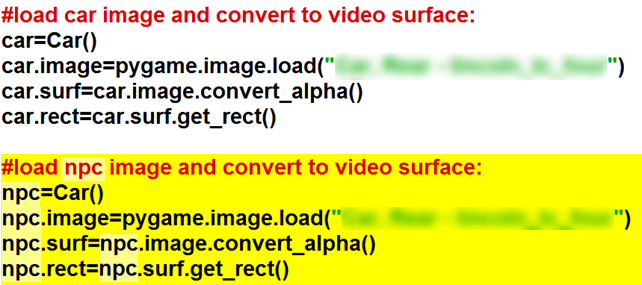 #load car image and convert to video surface:
car=Car()
car.image=pygame.image.load("")
car.surf=car.image.convert_alpha()
car.rect=car.surf.get_rect()
#load npc image and convert to video surface:
npc=Car()
npc.image=pygame.image.load("")
npc.surf=npc.image.convert_alpha()
npc.rect=npc.surf.get_rect()